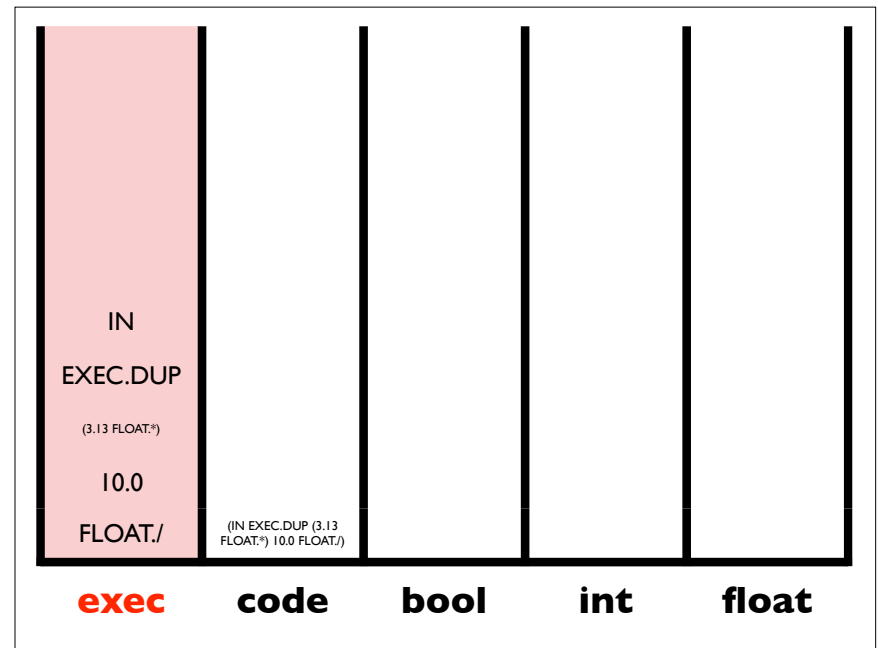 IN
EXEC.DUP
(3.13 FLOAT.*)
10.0
FLOAT./
(IN EXEC.DUP (3.13
FLOAT.*) 10.0 FLOAT./)
exec code bool int float